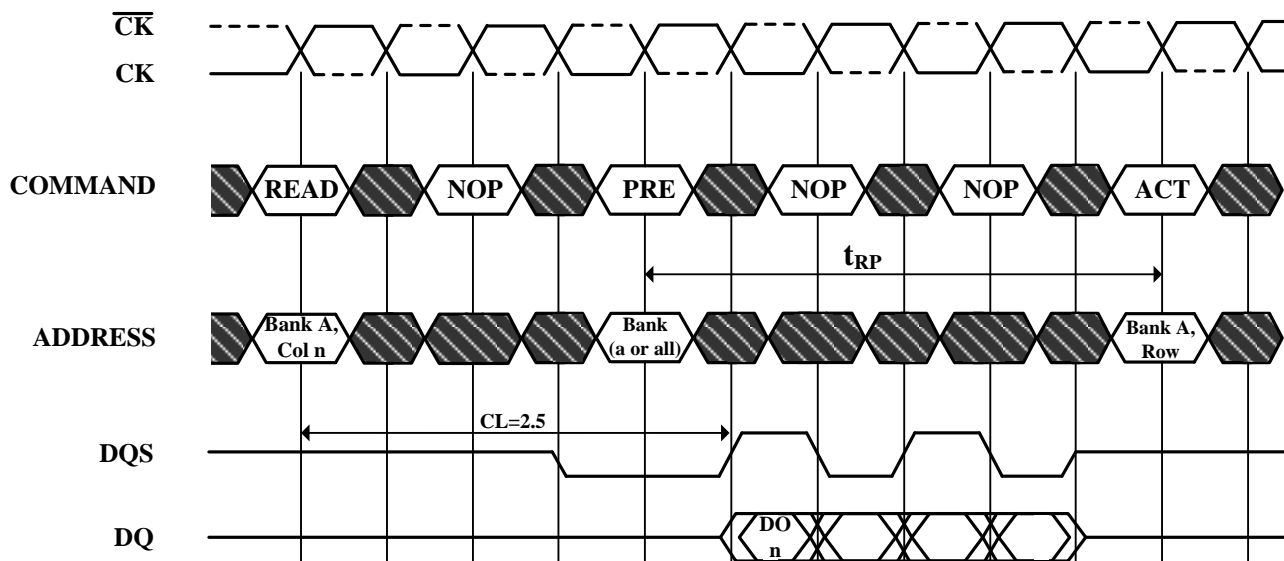 CK
CK
COMMAND
READ
NOP
PRE
NOP
NOP
ACT
tRP
ADDRESS
Bank A,
Col n
Bank
(a or all)
Bank A,
Row
CL=2.5
DQS
DQ
DO
n